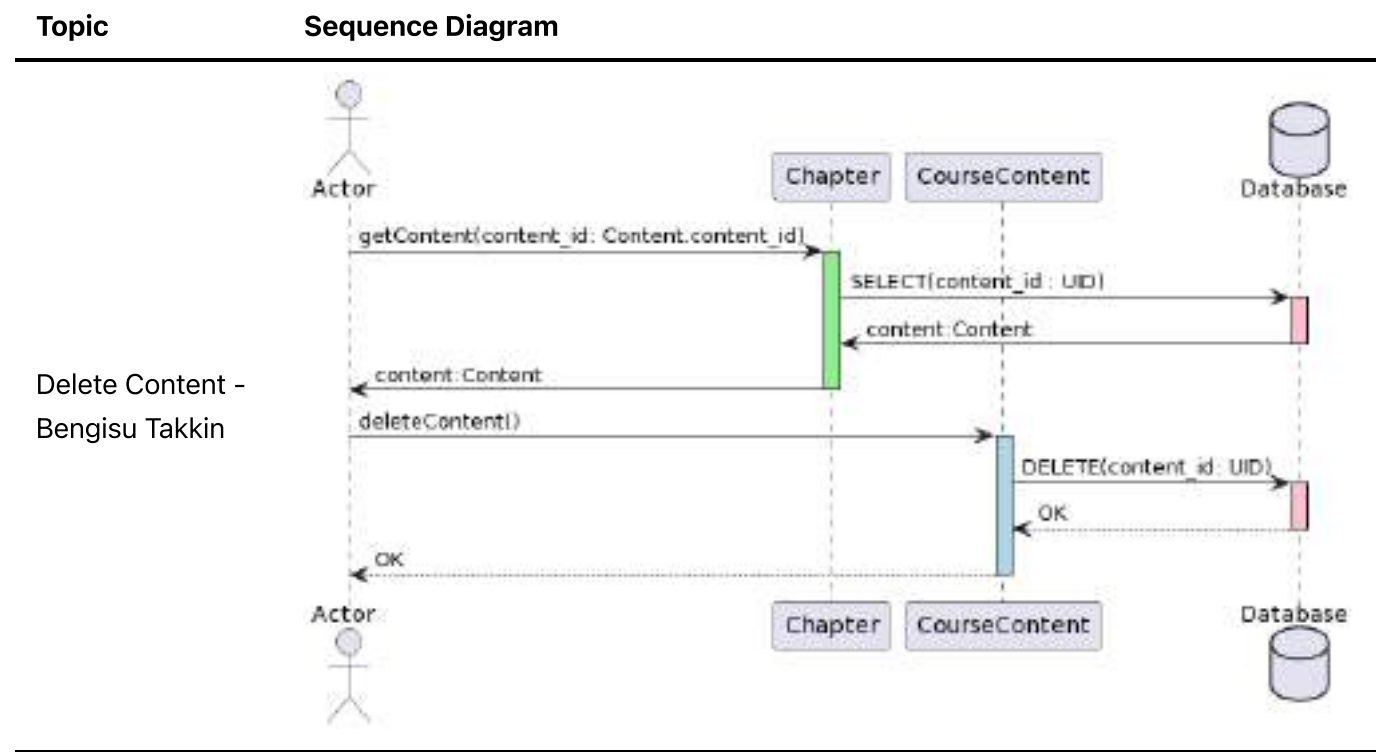 Topic Sequence Diagram
Actor
Chapter CourseContent
Database
getContent(content_id: Content.content_id)
SELECT(content_id : UID)
content:Content
content:Content
Delete Content -
Bengisu Takkin
deleteContent()
DELETE(content_id: UID)
OK
OK
Actor
Chapter CourseContent
Database